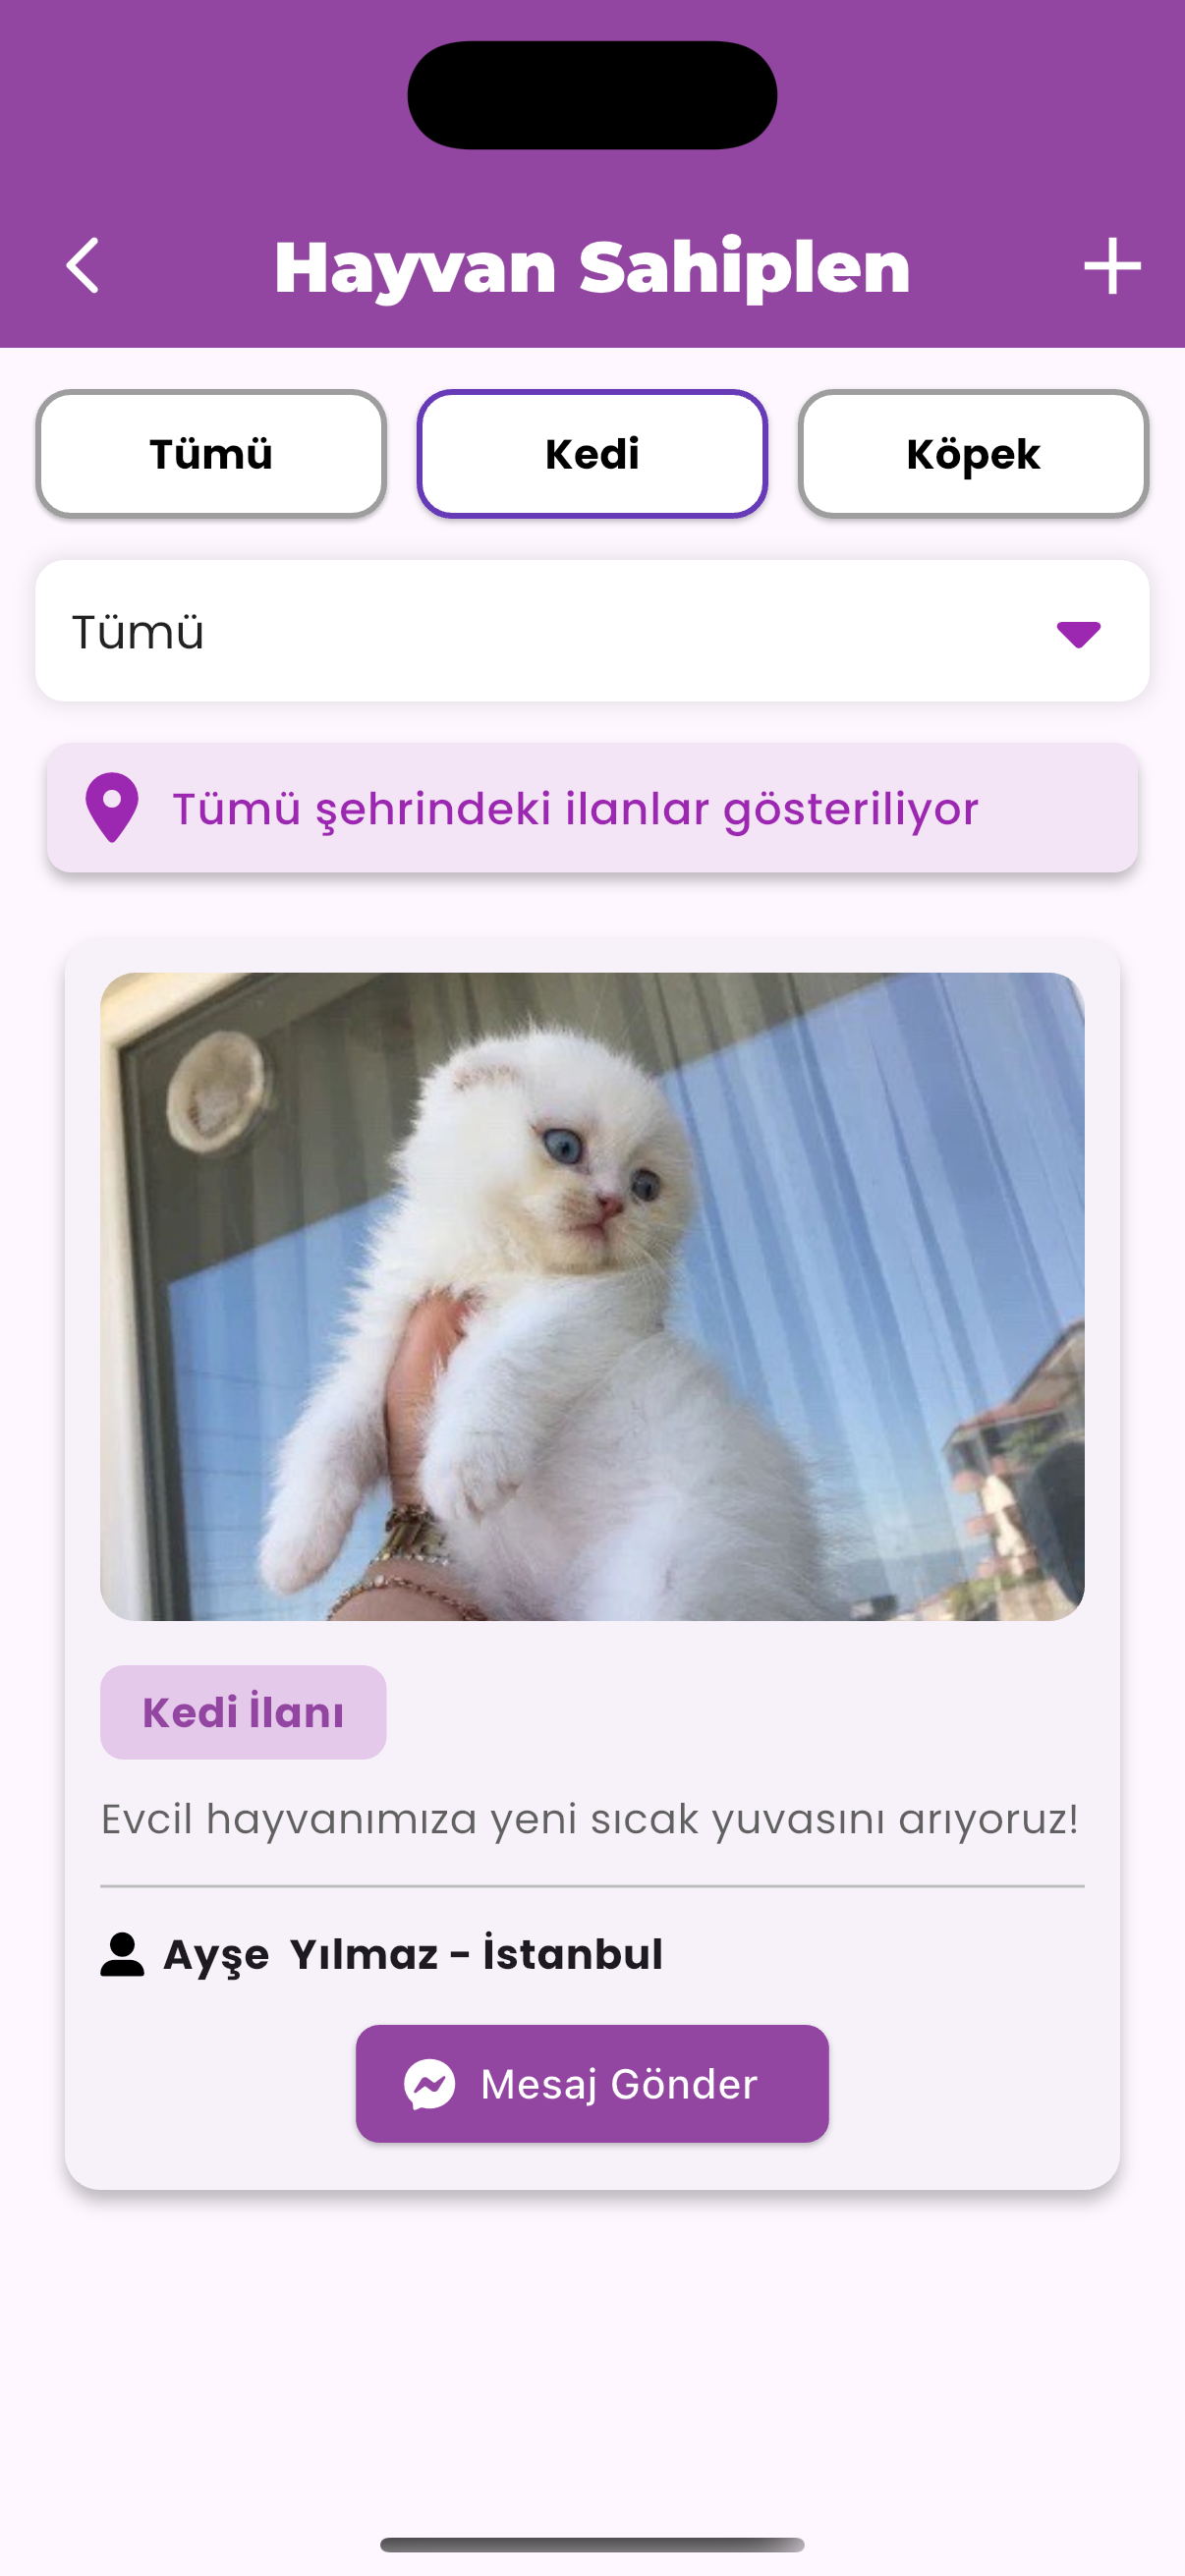 Hayvan Sahiplen
Tümü
Kedi
Köpek
Tümü
Tümü şehrindeki ilanlar gösteriliyor
Kedi İlanı
Evcil hayvanımıza yeni sıcak yuvasını arıyoruz!
Ayşe  Yılmaz - İstanbul
Mesaj Gönder